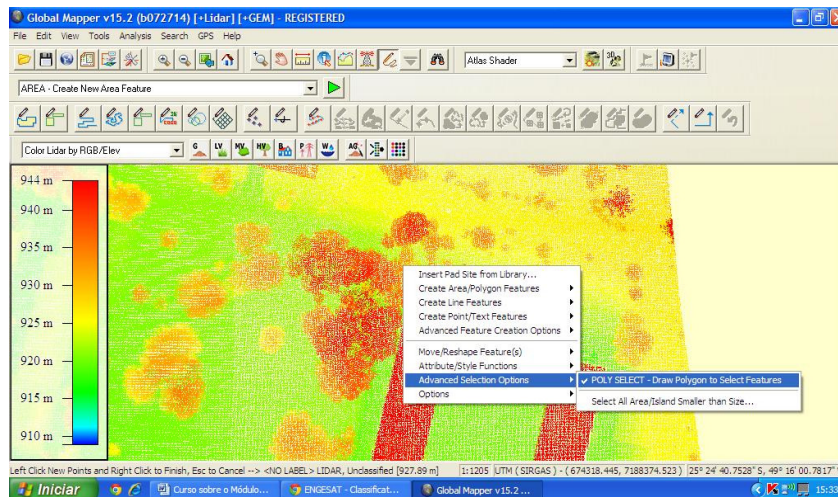 Global Mapper v15.2 (b072714) [+Lidar] [+GEM] - REGISTERED
File Edit View Tools Analysis Search GPS Help
Atlas Shader
3D
AREA - Create New Area Feature
Color Lidar by RGB/Elev
G LV MV HV B P W AG
944 m
940 m
935 m
930 m
925 m
920 m
915 m
910 m
Insert Pad Site from Library...
Create Area/Polygon Features
Create Line Features
Create Point/Text Features
Advanced Feature Creation Options
Move/Reshape Feature(s)
Attribute/Style Functions
Advanced Selection Options
Options
POLY SELECT - Draw Polygon to Select Features
Select All Area/Island Smaller than Size...
Left Click New Points and Right Click to Finish, Esc to Cancel --> <NO LABEL> LIDAR, Unclassified [927.89 m] 1:1205 UTM ( SIRGAS ) - ( 674318.445, 7188374.523 ) 25° 24' 40.7528" S, 49° 16' 00.7817"
Iniciar Curso sobre o Módulo... ENGESAT - Classificat... Global Mapper v15.2 ... 15:33